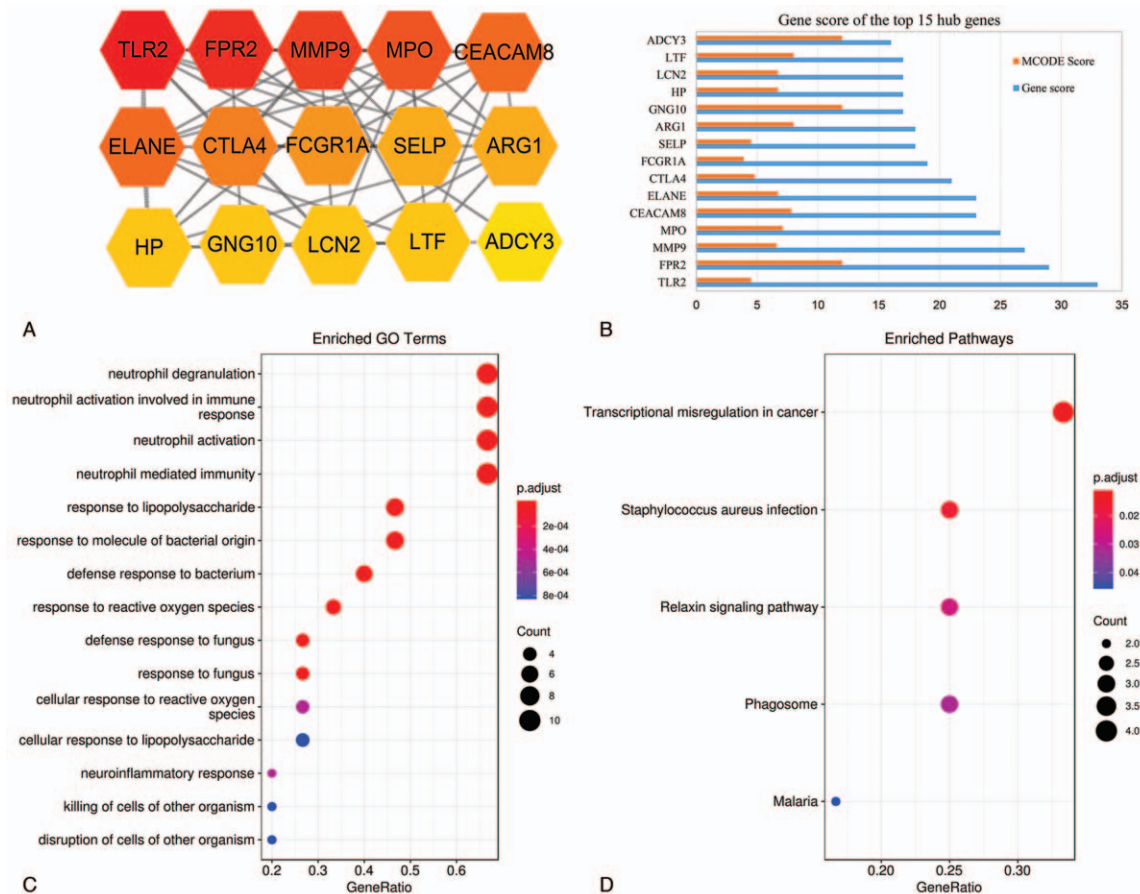 TLR2 FPR2 MMP9 MPO CEACAM8
ELANE CTLA4 FCGR1A SELP ARG1
HP GNG10 LCN2 LTF ADCY3
A
Gene score of the top 15 hub genes
ADCY3
LTF
LCN2
HP
GNG10
ARG1
SELP
FCGR1A
CTLA4
ELANE
CEACAM8
MPO
MMP9
FPR2
TLR2
MCODE Score
Gene score
0 5 10 15 20 25 30 35
B
Enriched GO Terms
neutrophil degranulation
neutrophil activation involved in immune
response
neutrophil activation
neutrophil mediated immunity
response to lipopolysaccharide
response to molecule of bacterial origin
defense response to bacterium
response to reactive oxygen species
defense response to fungus
response to fungus
cellular response to reactive oxygen
species
cellular response to lipopolysaccharide
neuroinflammatory response
killing of cells of other organism
disruption of cells of other organism
0.2 0.3 0.4 0.5 0.6
GeneRatio
p.adjust
2e-04
4e-04
6e-04
8e-04
Count
4
6
8
10
C
Enriched Pathways
Transcriptional misregulation in cancer
Staphylococcus aureus infection
Relaxin signaling pathway
Phagosome
Malaria
0.20 0.25 0.30
GeneRatio
p.adjust
0.02
0.03
0.04
Count
2.0
2.5
3.0
3.5
4.0
D